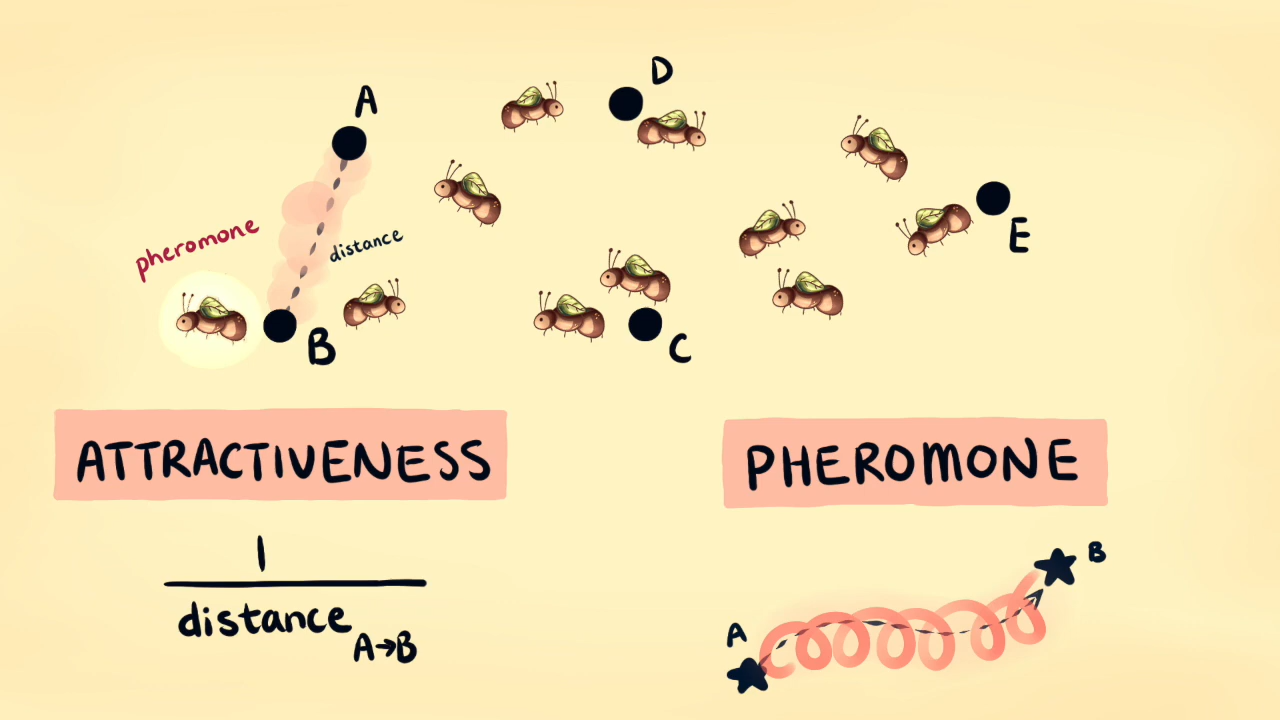 A
D
pheromone
distance
E
B
C
ATTRACTIVENESS
1
distance A→B
PHEROMONE
A
B